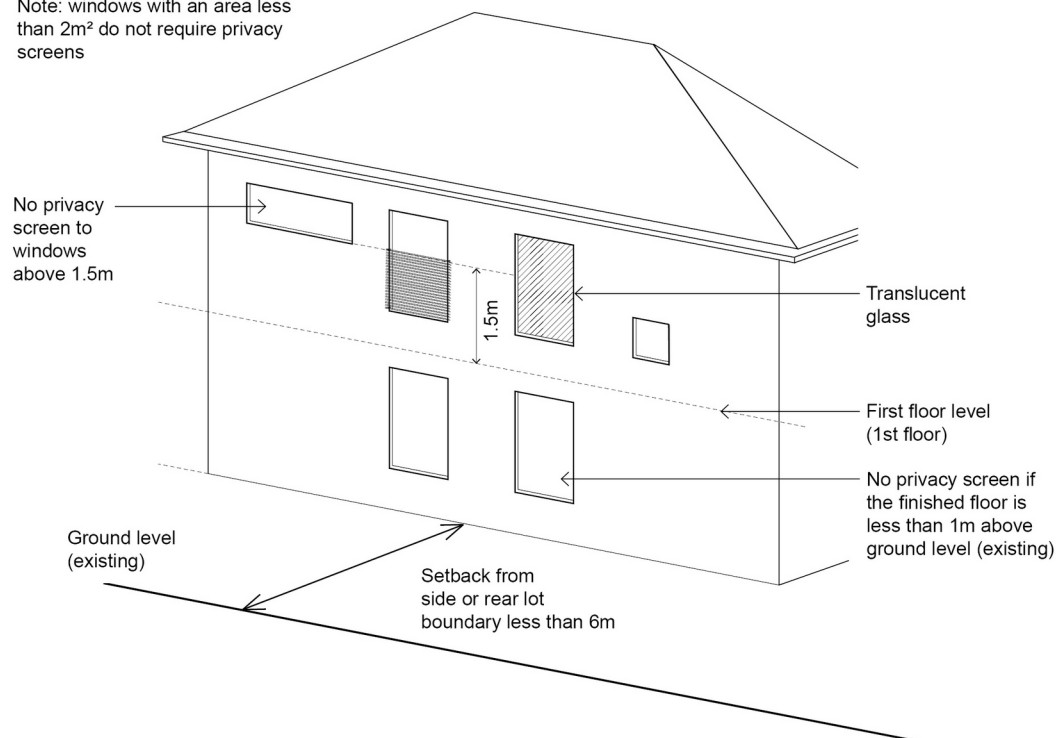 Note: windows with an area less
than 2m² do not require privacy
screens
No privacy
screen to
windows
above 1.5m
1.5m
Translucent
glass
First floor level
(1st floor)
No privacy screen if
the finished floor is
less than 1m above
ground level (existing)
Ground level
(existing)
Setback from
side or rear lot
boundary less than 6m